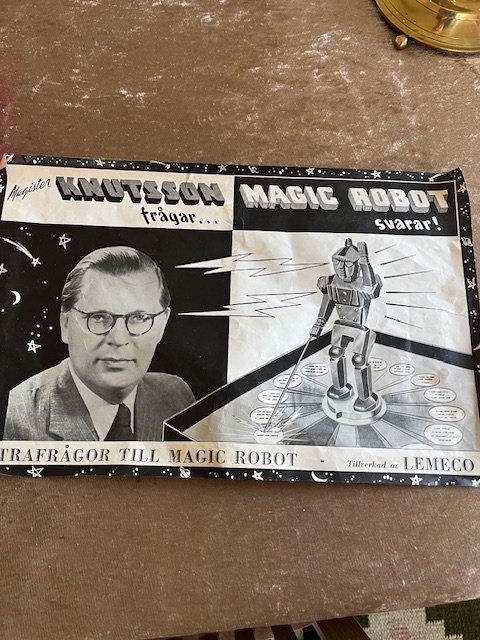 Magister
KNUTSSON
frågar...
MAGIC ROBOT
svarar!
TRAFRÅGOR TILL MAGIC ROBOT - Tillverkad av LEMECO